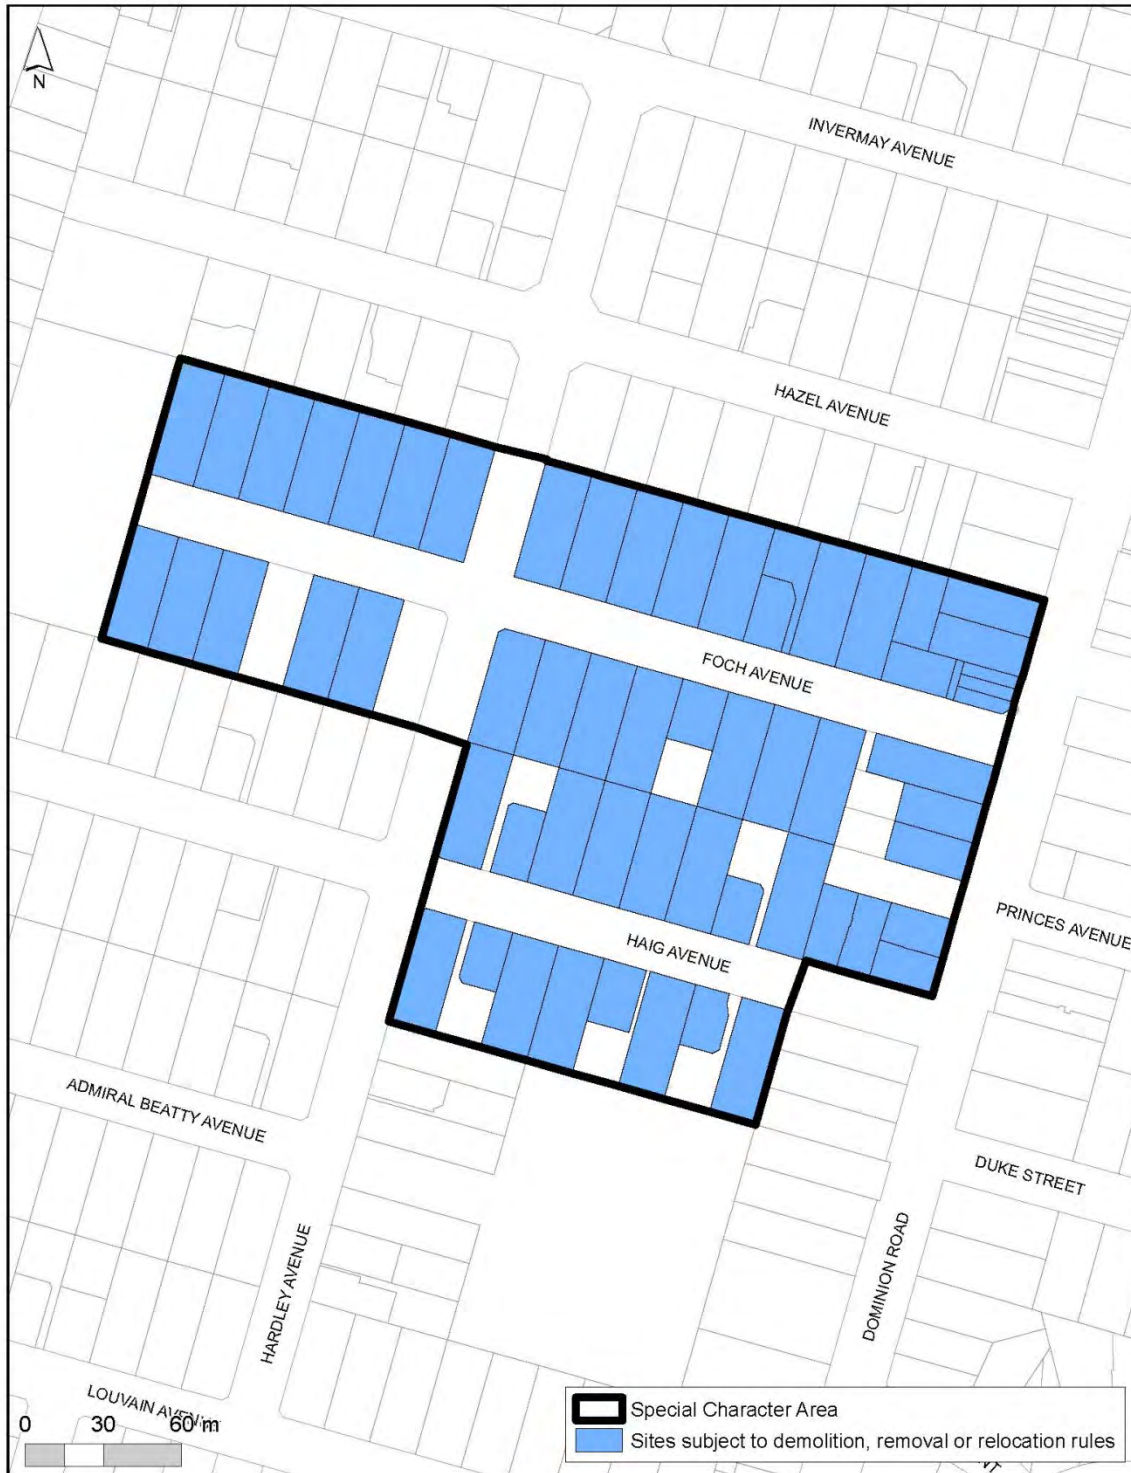 N
INVERMAY AVENUE
HAZEL AVENUE
FOCH AVENUE
PRINCES AVENUE
HAIG AVENUE
ADMIRAL BEATTY AVENUE
DUKE STREET
HARDLEY AVENUE
DOMINION ROAD
LOUVAIN
0 30 60 m
Special Character Area
Sites subject to demolition, removal or relocation rules